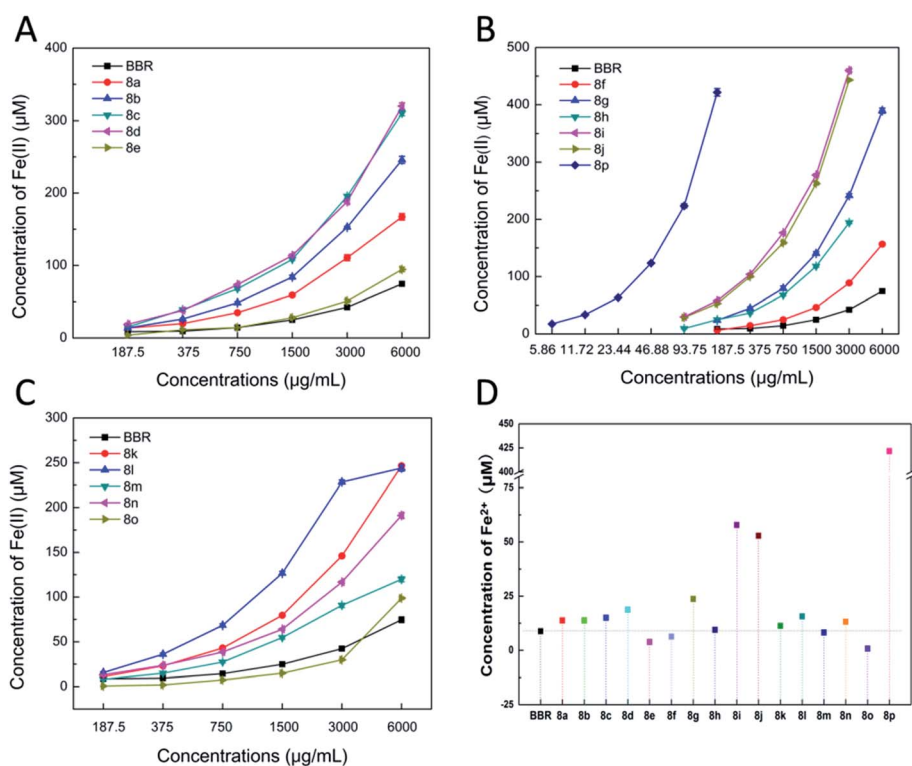 A
400
300
200
100
0
Concentration of Fe(II) (μM)
BBR
8a
8b
8c
8d
8e
187.5 375 750 1500 3000 6000
Concentrations (μg/mL)
B
500
400
300
200
100
0
Concentration of Fe(II) (μM)
BBR
8f
8g
8h
8i
8j
8p
5.86 11.72 23.44 46.88 93.75 187.5 375 750 1500 3000 6000
Concentrations (μg/mL)
C
300
250
200
150
100
50
0
Concentration of Fe(II) (μM)
BBR
8k
8l
8m
8n
8o
187.5 375 750 1500 3000 6000
Concentrations (μg/mL)
D
450
425
400
75
50
25
0
-25
Concentration of Fe²⁺ (μM)
BBR 8a 8b 8c 8d 8e 8f 8g 8h 8i 8j 8k 8l 8m 8n 8o 8p